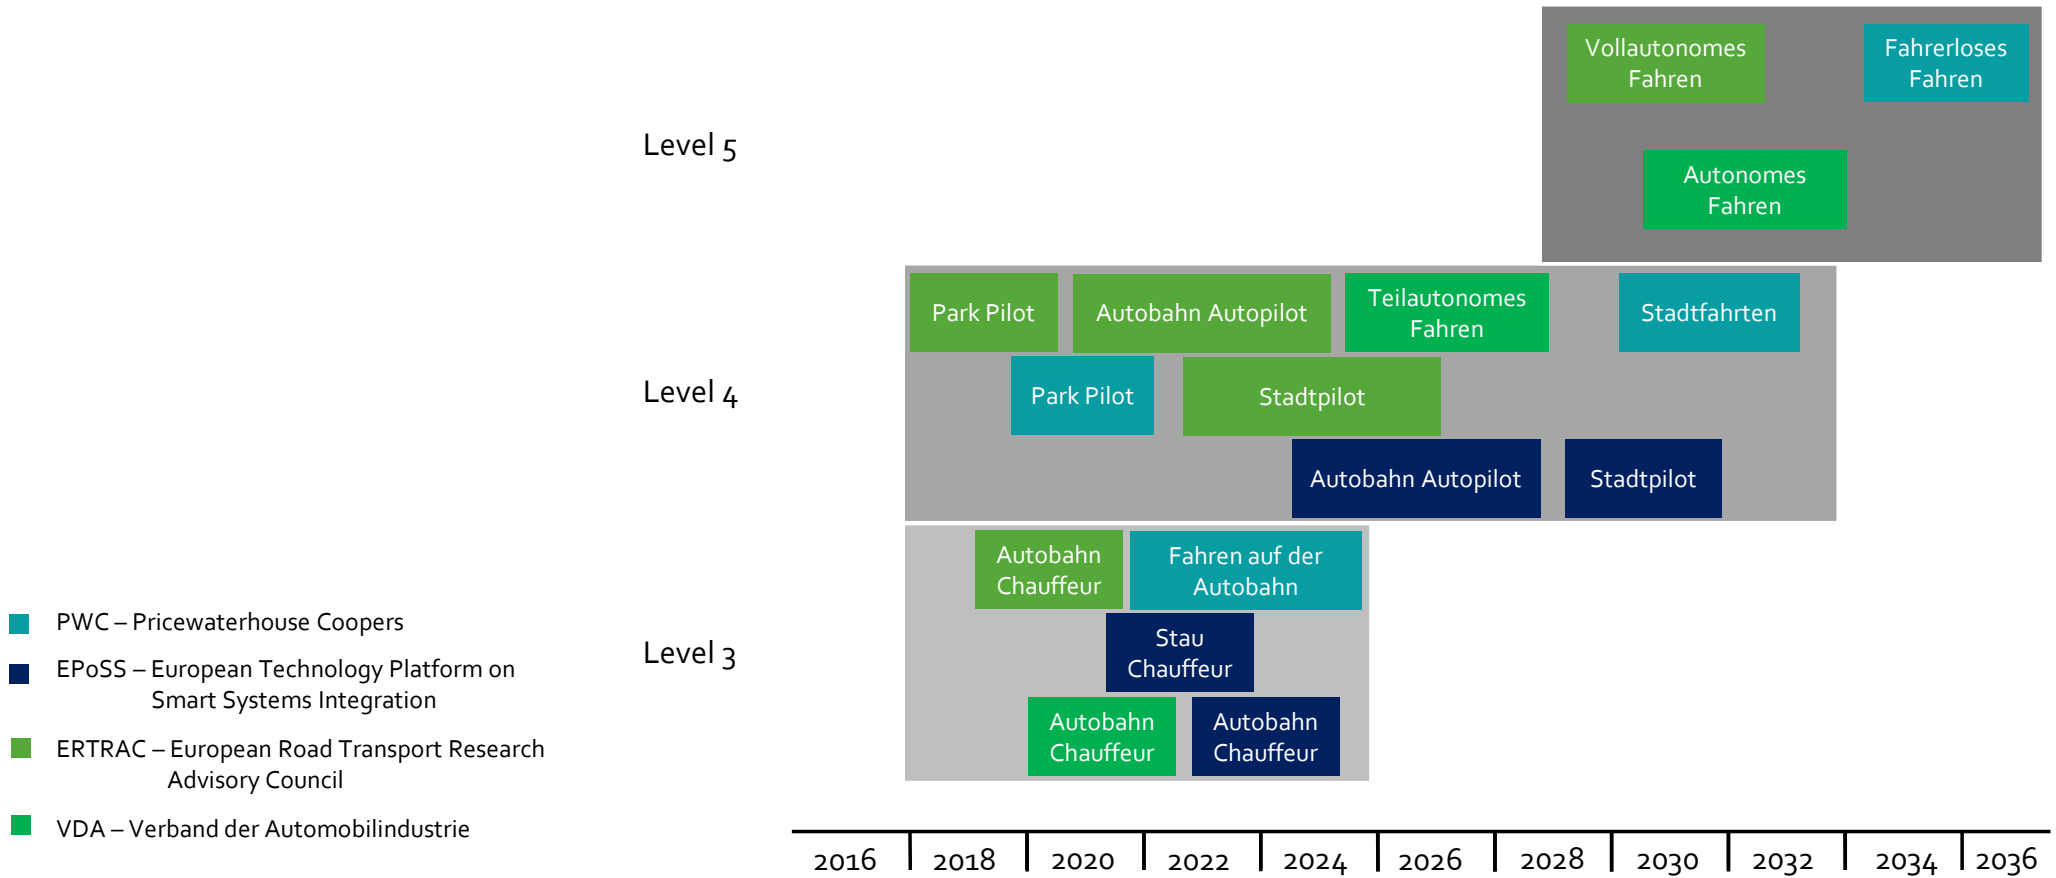 Vollautonomes
Fahren
Fahrerloses
Fahren
Level 5
Autonomes
Fahren
Park Pilot
Autobahn Autopilot
Teilautonomes
Fahren
Stadtfahrten
Level 4
Park Pilot
Stadtpilot
Autobahn Autopilot
Stadtpilot
Autobahn
Chauffeur
Fahren auf der
Autobahn
Level 3
Stau
Chauffeur
Autobahn
Chauffeur
Autobahn
Chauffeur
PWC – Pricewaterhouse Coopers
EPoSS – European Technology Platform on
Smart Systems Integration
ERTRAC – European Road Transport Research
Advisory Council
VDA – Verband der Automobilindustrie
2016 2018 2020 2022 2024 2026 2028 2030 2032 2034 2036